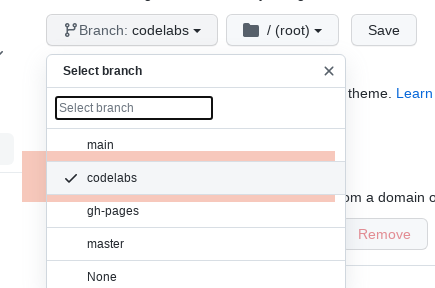 Branch: codelabs
/ (root)
Save
Select branch
Select branch
theme. Learn
main
codelabs
gh-pages
om a domain o
master
Remove
None